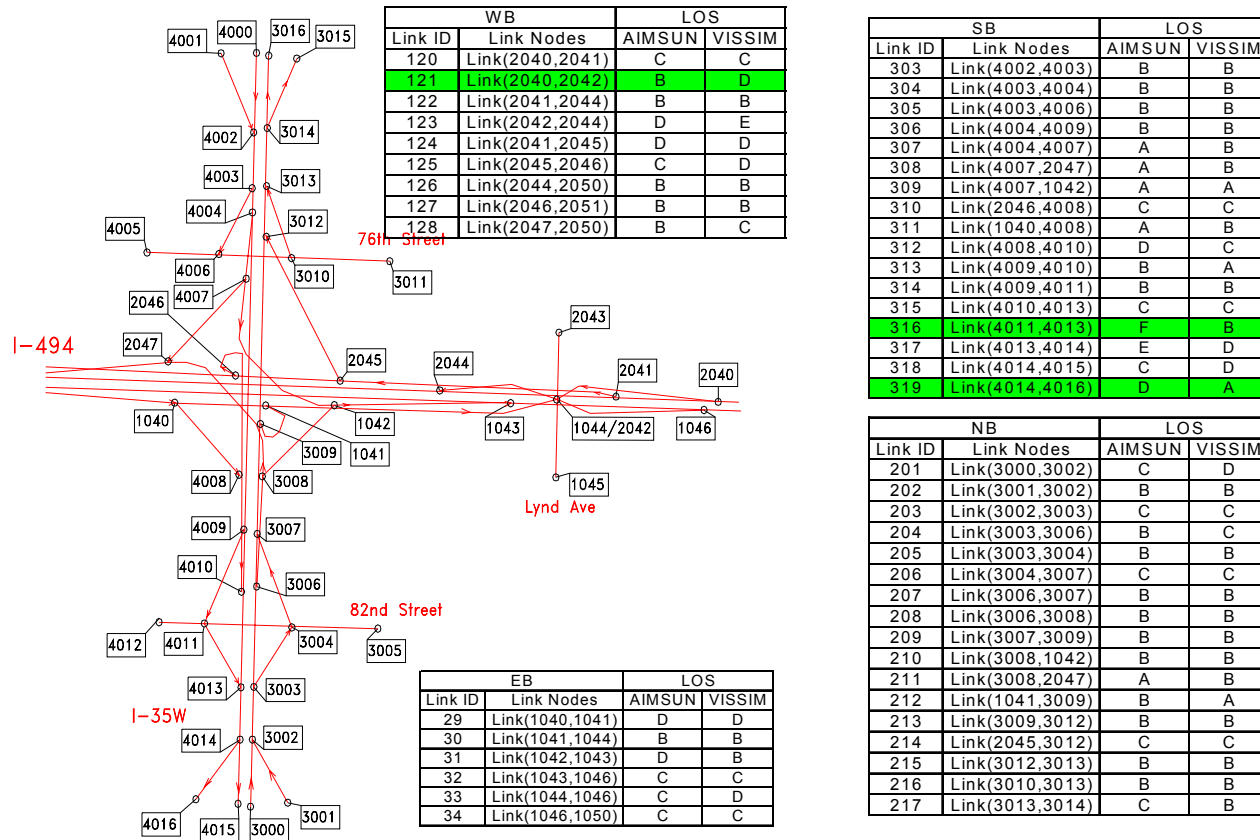 4001
4000
3016
3015
4002
3014
4003
3013
4004
3012
4005
76th Street
4006
3010
3011
4007
2046
2047
I-494
2045
2043
2044
2041
2040
1040
1042
1043
1044/2042
1046
3009
1041
4008
3008
1045
Lynd Ave
4009
3007
4010
3006
82nd Street
4012
4011
3004
3005
4013
3003
I-35W
4014
3002
4016
4015
3000
3001
WB LOS
Link ID Link Nodes AIMSUN VISSIM
120 Link(2040,2041) C C
121 Link(2040,2042) B D
122 Link(2041,2044) B B
123 Link(2042,2044) D E
124 Link(2041,2045) D D
125 Link(2045,2046) C D
126 Link(2044,2050) B B
127 Link(2046,2051) B B
128 Link(2047,2050) B C
EB LOS
Link ID Link Nodes AIMSUN VISSIM
29 Link(1040,1041) D D
30 Link(1041,1044) B B
31 Link(1042,1043) D B
32 Link(1043,1046) C C
33 Link(1044,1046) C D
34 Link(1046,1050) C C
SB LOS
Link ID Link Nodes AIMSUN VISSIM
303 Link(4002,4003) B B
304 Link(4003,4004) B B
305 Link(4003,4006) B B
306 Link(4004,4009) B B
307 Link(4004,4007) A B
308 Link(4007,2047) A B
309 Link(4007,1042) A A
310 Link(2046,4008) C C
311 Link(1040,4008) A B
312 Link(4008,4010) D C
313 Link(4009,4010) B A
314 Link(4009,4011) B B
315 Link(4010,4013) C C
316 Link(4011,4013) F B
317 Link(4013,4014) E D
318 Link(4014,4015) C D
319 Link(4014,4016) D A
NB LOS
Link ID Link Nodes AIMSUN VISSIM
201 Link(3000,3002) C D
202 Link(3001,3002) B B
203 Link(3002,3003) C C
204 Link(3003,3006) B C
205 Link(3003,3004) B B
206 Link(3004,3007) C C
207 Link(3006,3007) B B
208 Link(3006,3008) B B
209 Link(3007,3009) B B
210 Link(3008,1042) B B
211 Link(3008,2047) A B
212 Link(1041,3009) B A
213 Link(3009,3012) B B
214 Link(2045,3012) C C
215 Link(3012,3013) B B
216 Link(3010,3013) B B
217 Link(3013,3014) C B